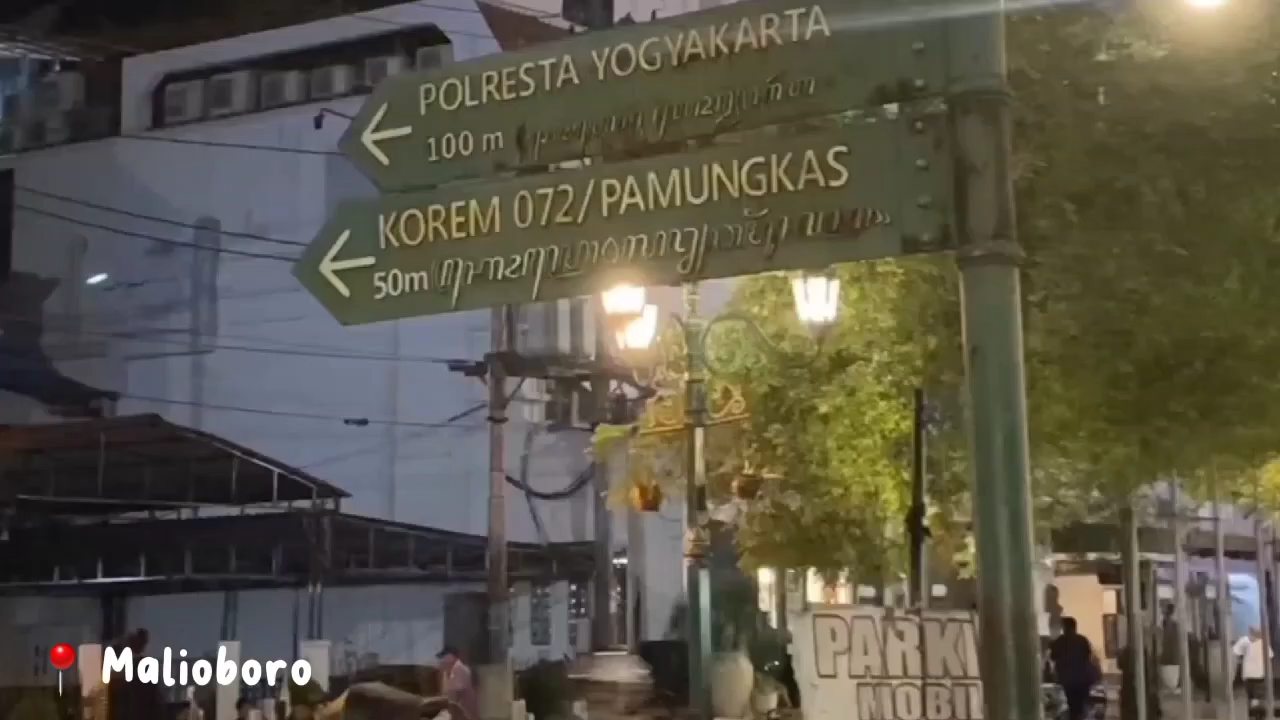 POLRESTA YOGYAKARTA
100 m
KOREM 072/PAMUNGKAS
50m
PARKI
MOBIL
Malioboro